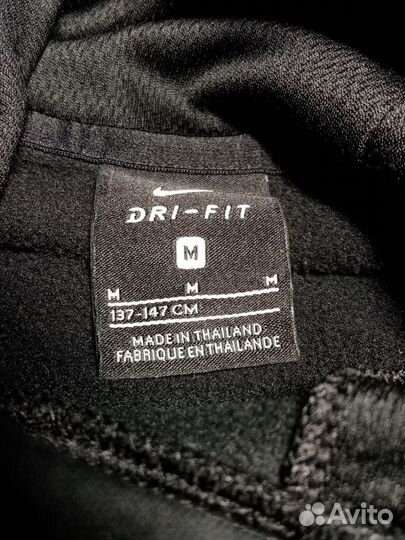 DRI-FIT
M
M M M
137-147 CM
MADE IN THAILAND
FABRIQUE EN THAILANDE
Avito